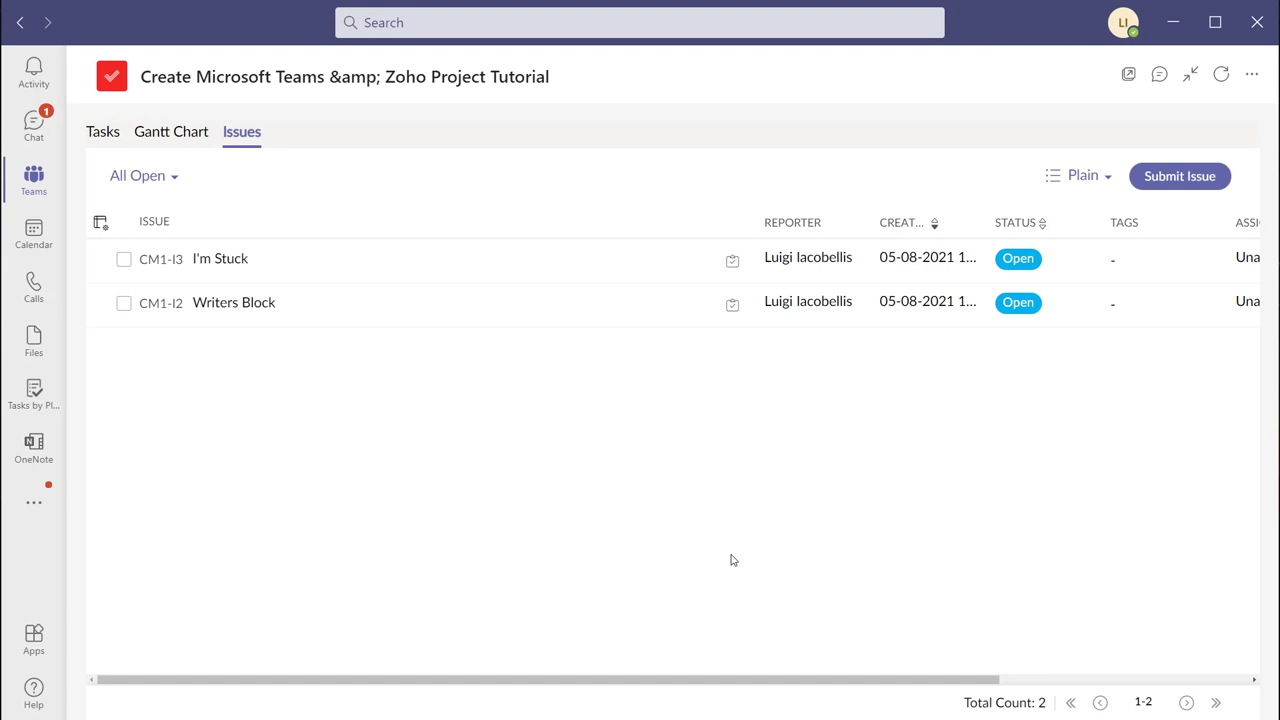 Search
LI
Activity
Chat
1
Teams
Calendar
Calls
Files
Tasks by Pl...
OneNote
...
Apps
Help
Create Microsoft Teams &amp; Zoho Project Tutorial
Tasks Gantt Chart Issues
All Open
Plain Submit Issue
ISSUE REPORTER CREAT... STATUS TAGS ASSI
CM1-I3 I'm Stuck Luigi Iacobellis 05-08-2021 1... Open - Una
CM1-I2 Writers Block Luigi Iacobellis 05-08-2021 1... Open - Una
Total Count: 2 1-2